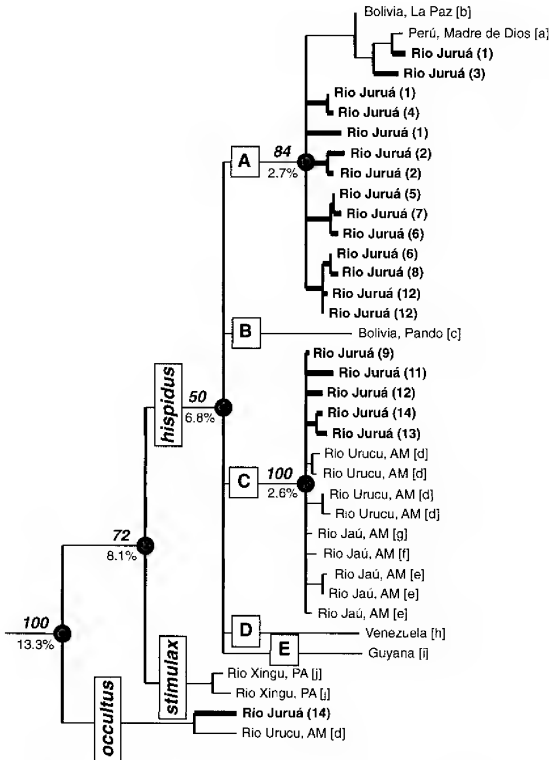 Bolivia, La Paz [b]
Perú, Madre de Dios [a]
Rio Juruá (1)
Rio Juruá (3)
Rio Juruá (1)
Rio Juruá (4)
Rio Juruá (1)
Rio Juruá (2)
Rio Juruá (2)
A 84
2.7%
Rio Juruá (5)
Rio Juruá (7)
Rio Juruá (6)
Rio Juruá (6)
Rio Juruá (8)
Rio Juruá (12)
Rio Juruá (12)
B
Bolivia, Pando [c]
Rio Juruá (9)
Rio Juruá (11)
Rio Juruá (12)
Rio Juruá (14)
Rio Juruá (13)
hispidus
50
6.8%
Rio Urucu, AM [d]
Rio Urucu, AM [d]
C 100
2.6%
Rio Urucu, AM [d]
Rio Urucu, AM [d]
Rio Jaú, AM [g]
Rio Jaú, AM [f]
Rio Jaú, AM [e]
Rio Jaú, AM [e]
Rio Jaú, AM [e]
72
8.1%
D
Venezuela [h]
E
Guyana [i]
100
13.3%
stimulax
Rio Xingu, PA [j]
Rio Xingu, PA [j]
occultus
Rio Juruá (14)
Rio Urucu, AM [d]